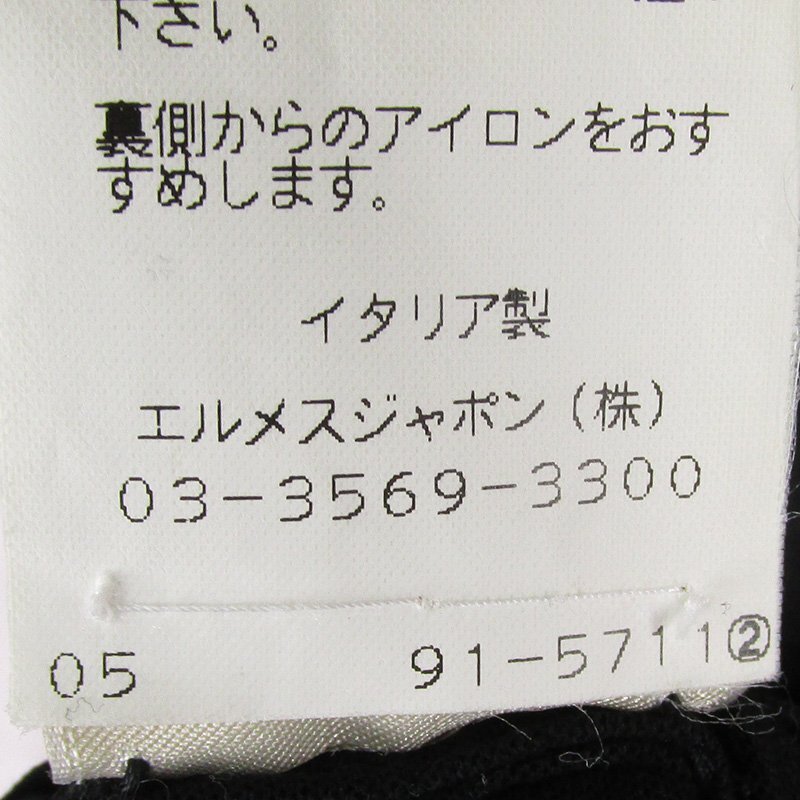 下さい。
裏側からのアイロンをおす
すめします。
イタリア製
エルメスジャポン(株)
03-3569-3300
05 91-5711②